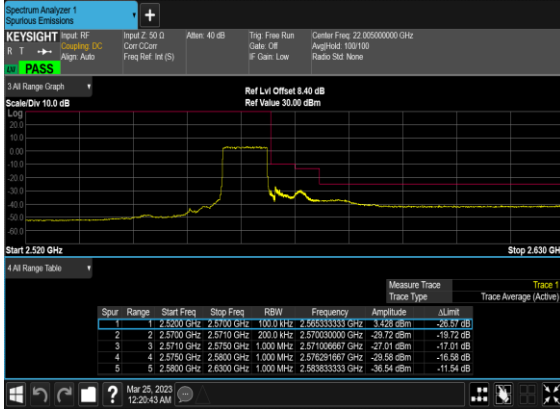 Spectrum Analyzer 1
Spurious Emissions
+
KEYSIGHT Input: RF Input Z: 50 Ω Atten: 40 dB Trig: Free Run Center Freq: 22.005000000 GHz
R T Coupling: DC Corr CCorr Gate: Off Avg|Hold: 100/100
Align: Auto Freq Ref: Int (S) IF Gain: Low Radio Std: None
PASS
3 All Range Graph
Ref Lvl Offset 8.40 dB
Scale/Div 10.0 dB Ref Value 30.00 dBm
Log
20.0
10.0
0.00
-10.0
-20.0
-30.0
-40.0
-50.0
-60.0
Start 2.520 GHz Stop 2.630 GH
4 All Range Table
Measure Trace Trace 1
Trace Type Trace Average (Active)
Spur Range Start Freq Stop Freq RBW Frequency Amplitude ΔLimit
1 1 2.5200 GHz 2.5700 GHz 100.0 kHz 2.565333333 GHz 3.428 dBm -26.57 dB
2 2 2.5700 GHz 2.5710 GHz 200.0 kHz 2.570030000 GHz -29.72 dBm -19.72 dB
3 3 2.5710 GHz 2.5750 GHz 1.000 MHz 2.571006667 GHz -27.01 dBm -17.01 dB
4 4 2.5750 GHz 2.5800 GHz 1.000 MHz 2.576291667 GHz -29.58 dBm -16.58 dB
5 5 2.5800 GHz 2.6300 GHz 1.000 MHz 2.583833333 GHz -36.54 dBm -11.54 dB
?
Mar 25, 2023
12:20:43 AM